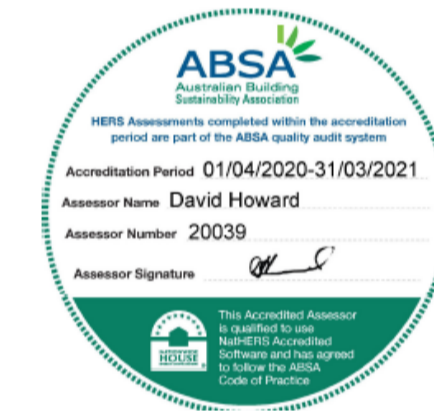 ABSA
Australian Building
Sustainability Association
HERS Assessments completed within the accreditation
period are part of the ABSA quality audit system
Accreditation Period 01/04/2020-31/03/2021
Assessor Name David Howard
Assessor Number 20039
Assessor Signature
This Accredited Assessor
is qualified to use
NatHERS Accredited
Software and has agreed
to follow the ABSA
Code of Practice
NATIONWIDE
HOUSE